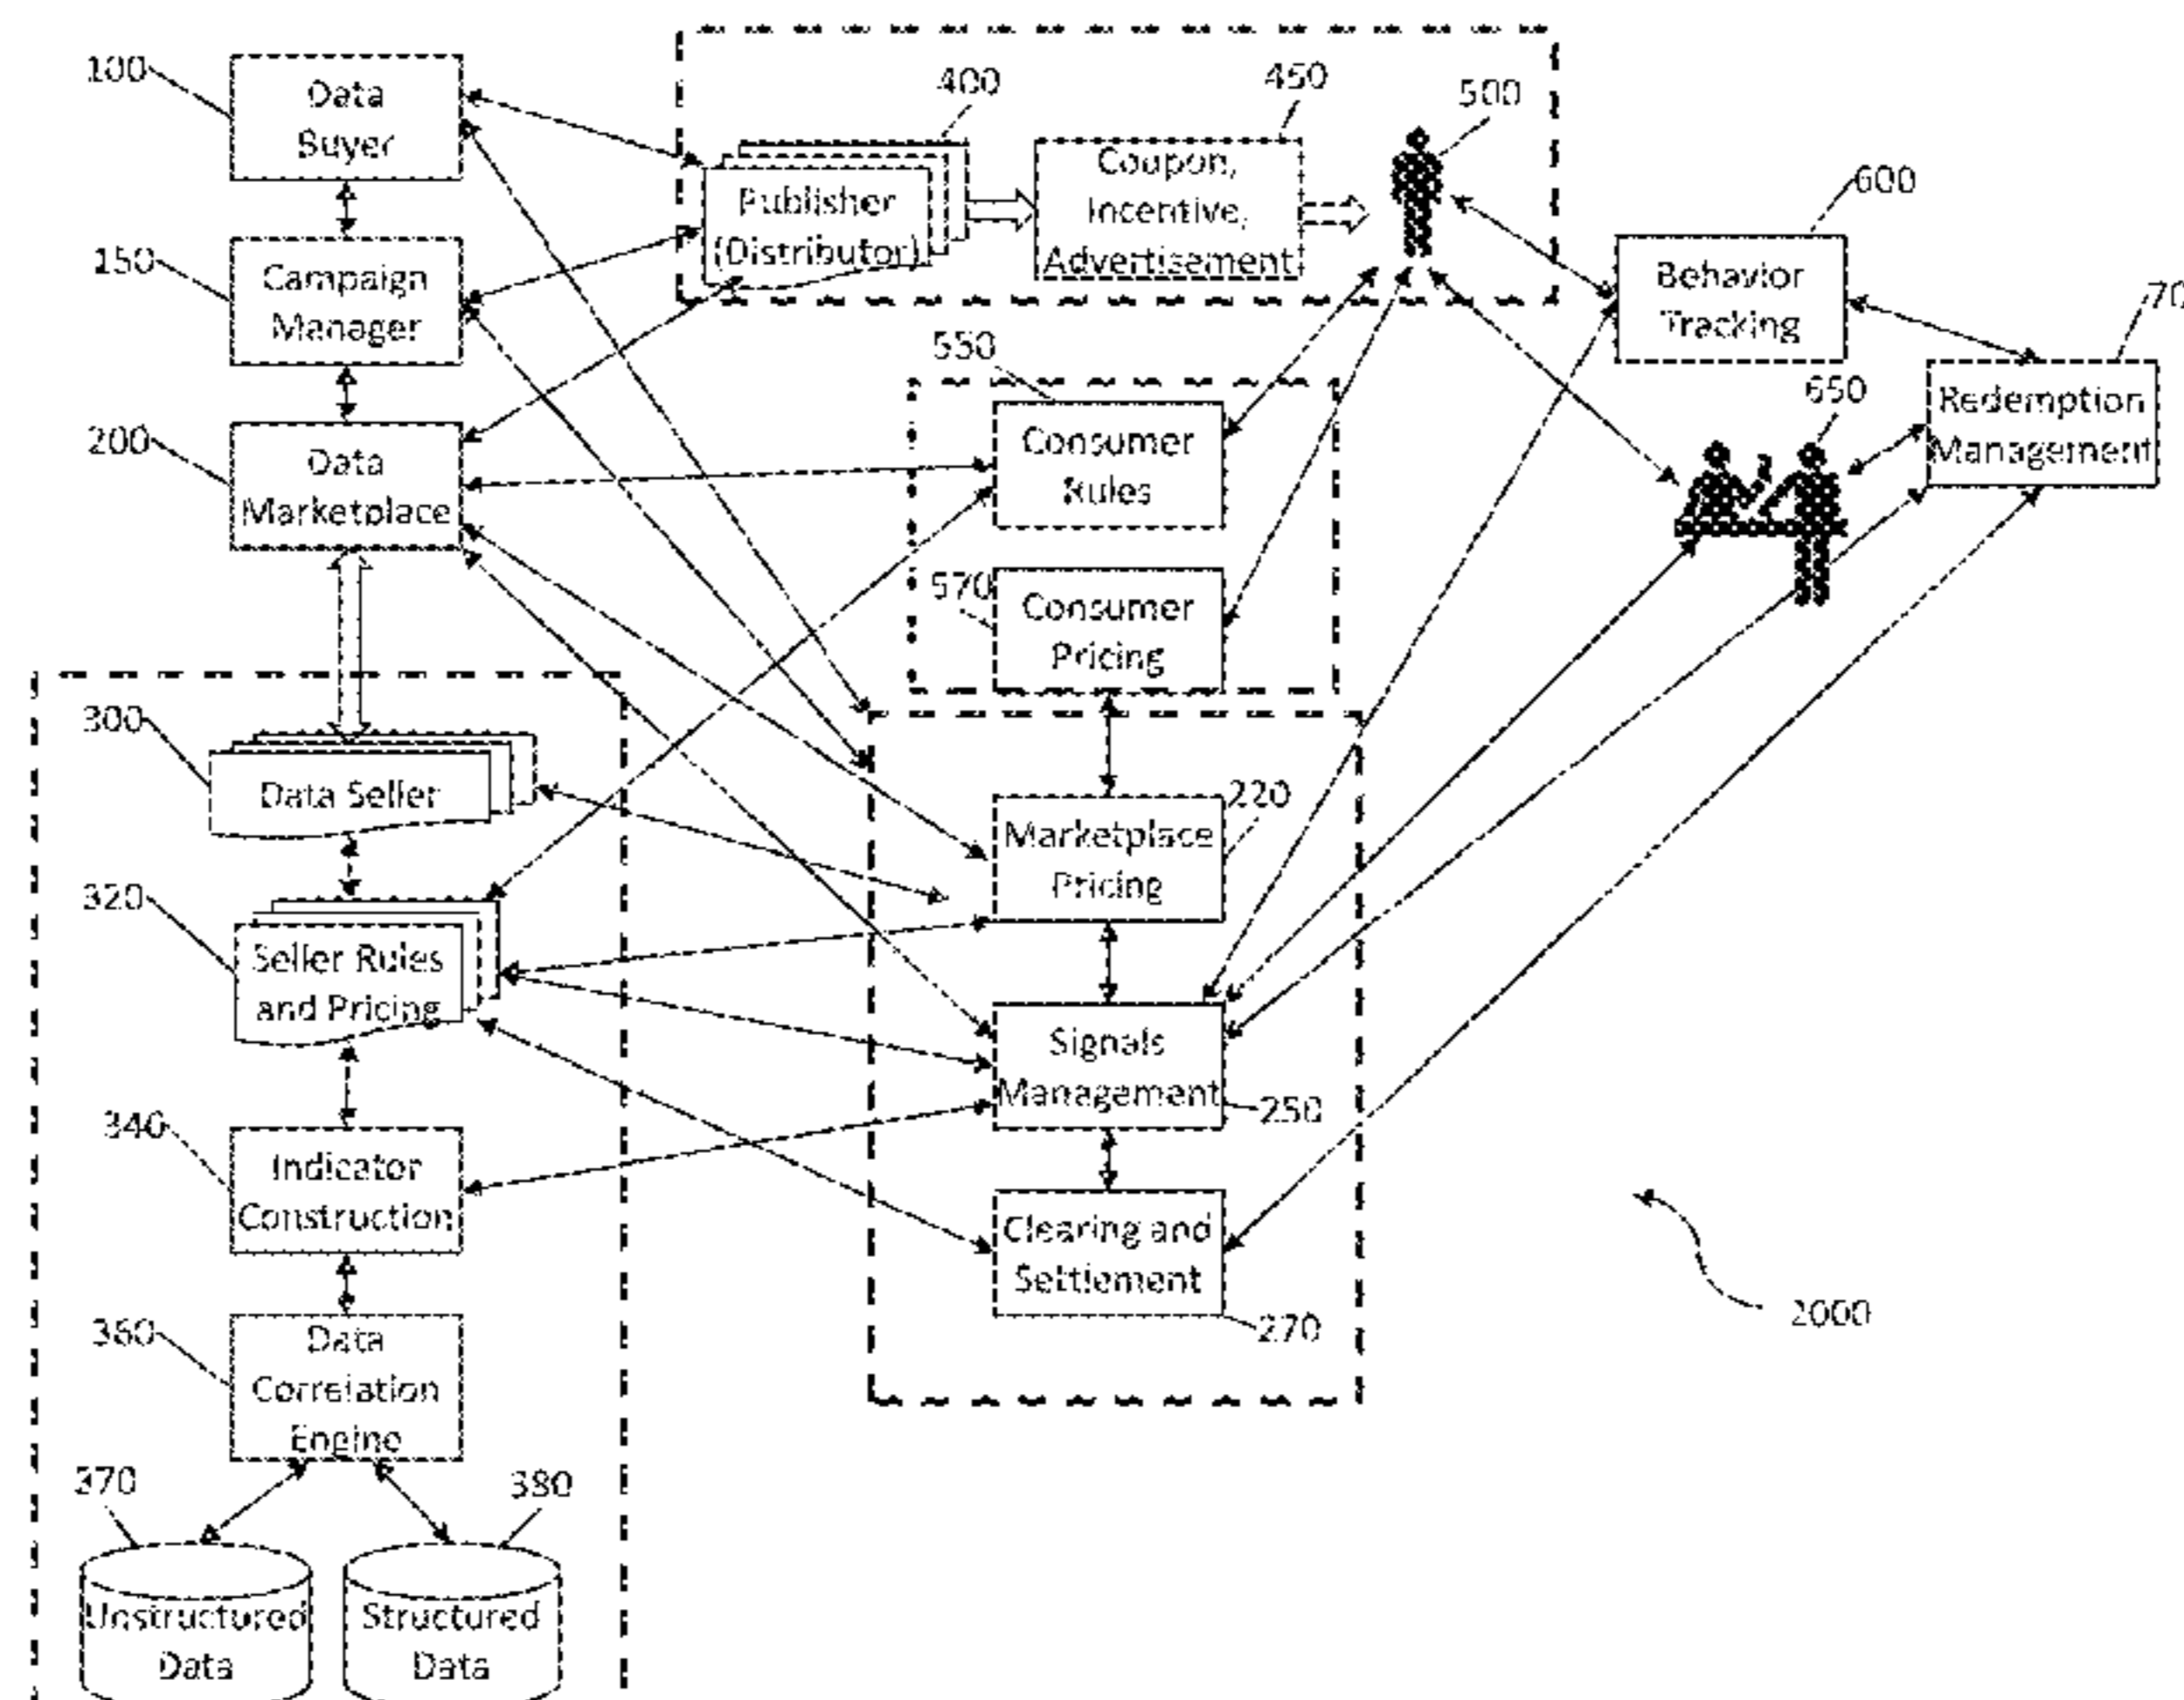 100
Data
Buyer
400
450
500
Publisher
(Distributor)
Coupon,
Incentive,
Advertisement
600
150
Campaign
Manager
Behavior
Tracking
70
550
650
Redemption
Management
200
Data
Marketplace
Consumer
Rules
570
Consumer
Pricing
300
Data Seller
220
Marketplace
Pricing
320
Seller Rules
and Pricing
Signals
Management
250
340
Indicator
Construction
Clearing and
Settlement
270
2000
360
Data
Correlation
Engine
370
380
Unstructured
Data
Structured
Data